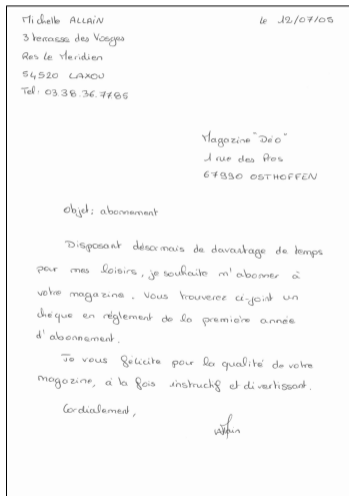 Michelle ALLAIN
le 12/07/05
3 terrasse des Vosges
Res le Meridien
54520 LAXOU
Tel: 03.38.36.7785
Magazine "Déo"
1 rue des Pos
67990 OSTHOFFEN
objet: abonnement
Disposant désormais de davantage de temps
pour mes loisirs, je souhaite m'abonner à
votre magazine. Vous trouverez ci-joint un
chèque en règlement de la première année
d'abonnement.
Je vous félicite pour la qualité de votre
magazine, à la fois instructif et divertissant.
Cordialement,